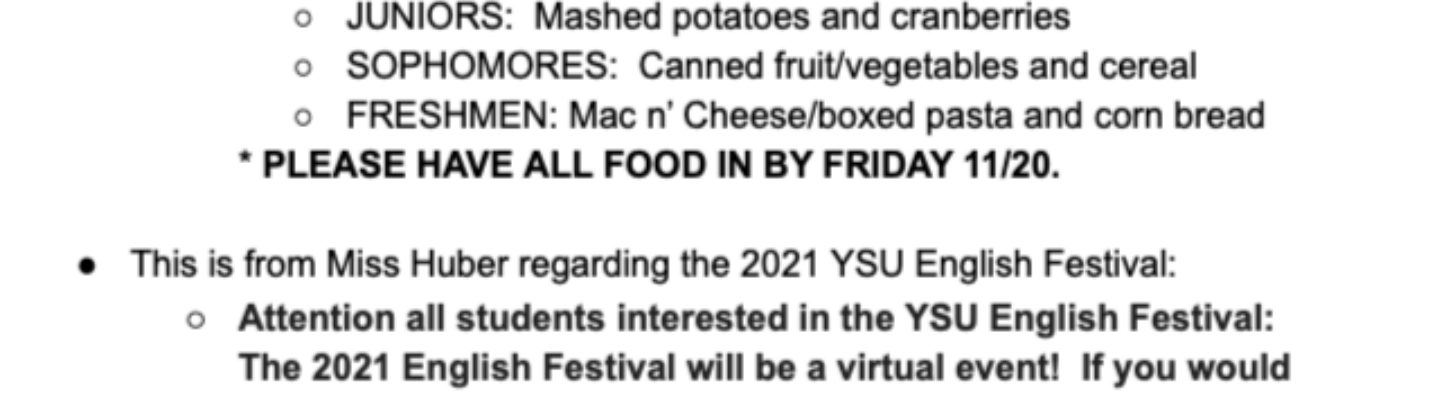 ○ JUNIORS:  Mashed potatoes and cranberries
○ SOPHOMORES:  Canned fruit/vegetables and cereal
○ FRESHMEN: Mac n’ Cheese/boxed pasta and corn bread
* PLEASE HAVE ALL FOOD IN BY FRIDAY 11/20.
● This is from Miss Huber regarding the 2021 YSU English Festival:
○ Attention all students interested in the YSU English Festival:
The 2021 English Festival will be a virtual event!  If you would